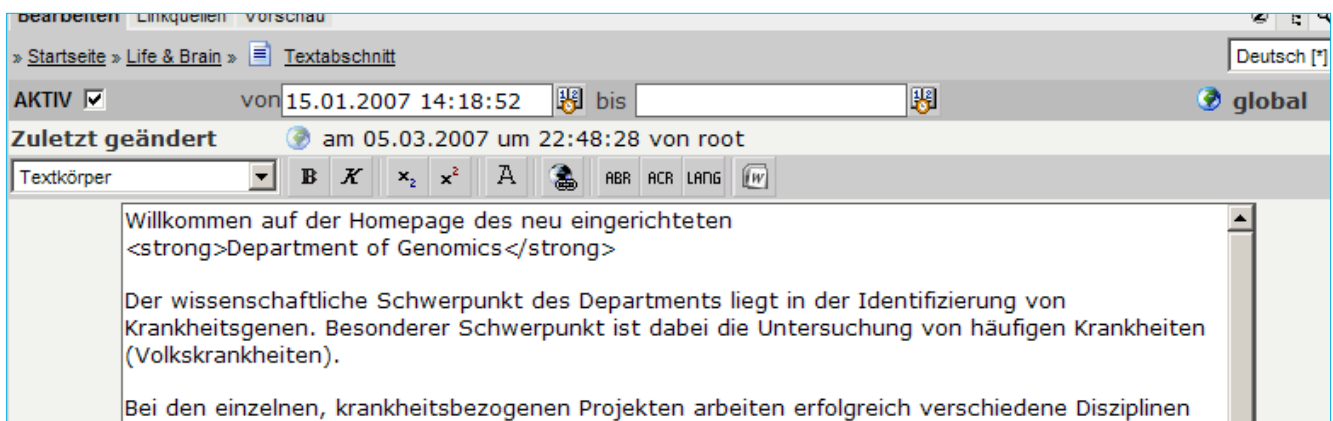 Bearbeiten Linkquellen Vorschau
» Startseite » Life & Brain » Textabschnitt Deutsch [*]
AKTIV von 15.01.2007 14:18:52 bis global
Zuletzt geändert am 05.03.2007 um 22:48:28 von root
Textkörper B K x₂ x² A ABR ACR LANG W
Willkommen auf der Homepage des neu eingerichteten
<strong>Department of Genomics</strong>
Der wissenschaftliche Schwerpunkt des Departments liegt in der Identifizierung von
Krankheitsgenen. Besonderer Schwerpunkt ist dabei die Untersuchung von häufigen Krankheiten
(Volkskrankheiten).
Bei den einzelnen, krankheitsbezogenen Projekten arbeiten erfolgreich verschiedene Disziplinen